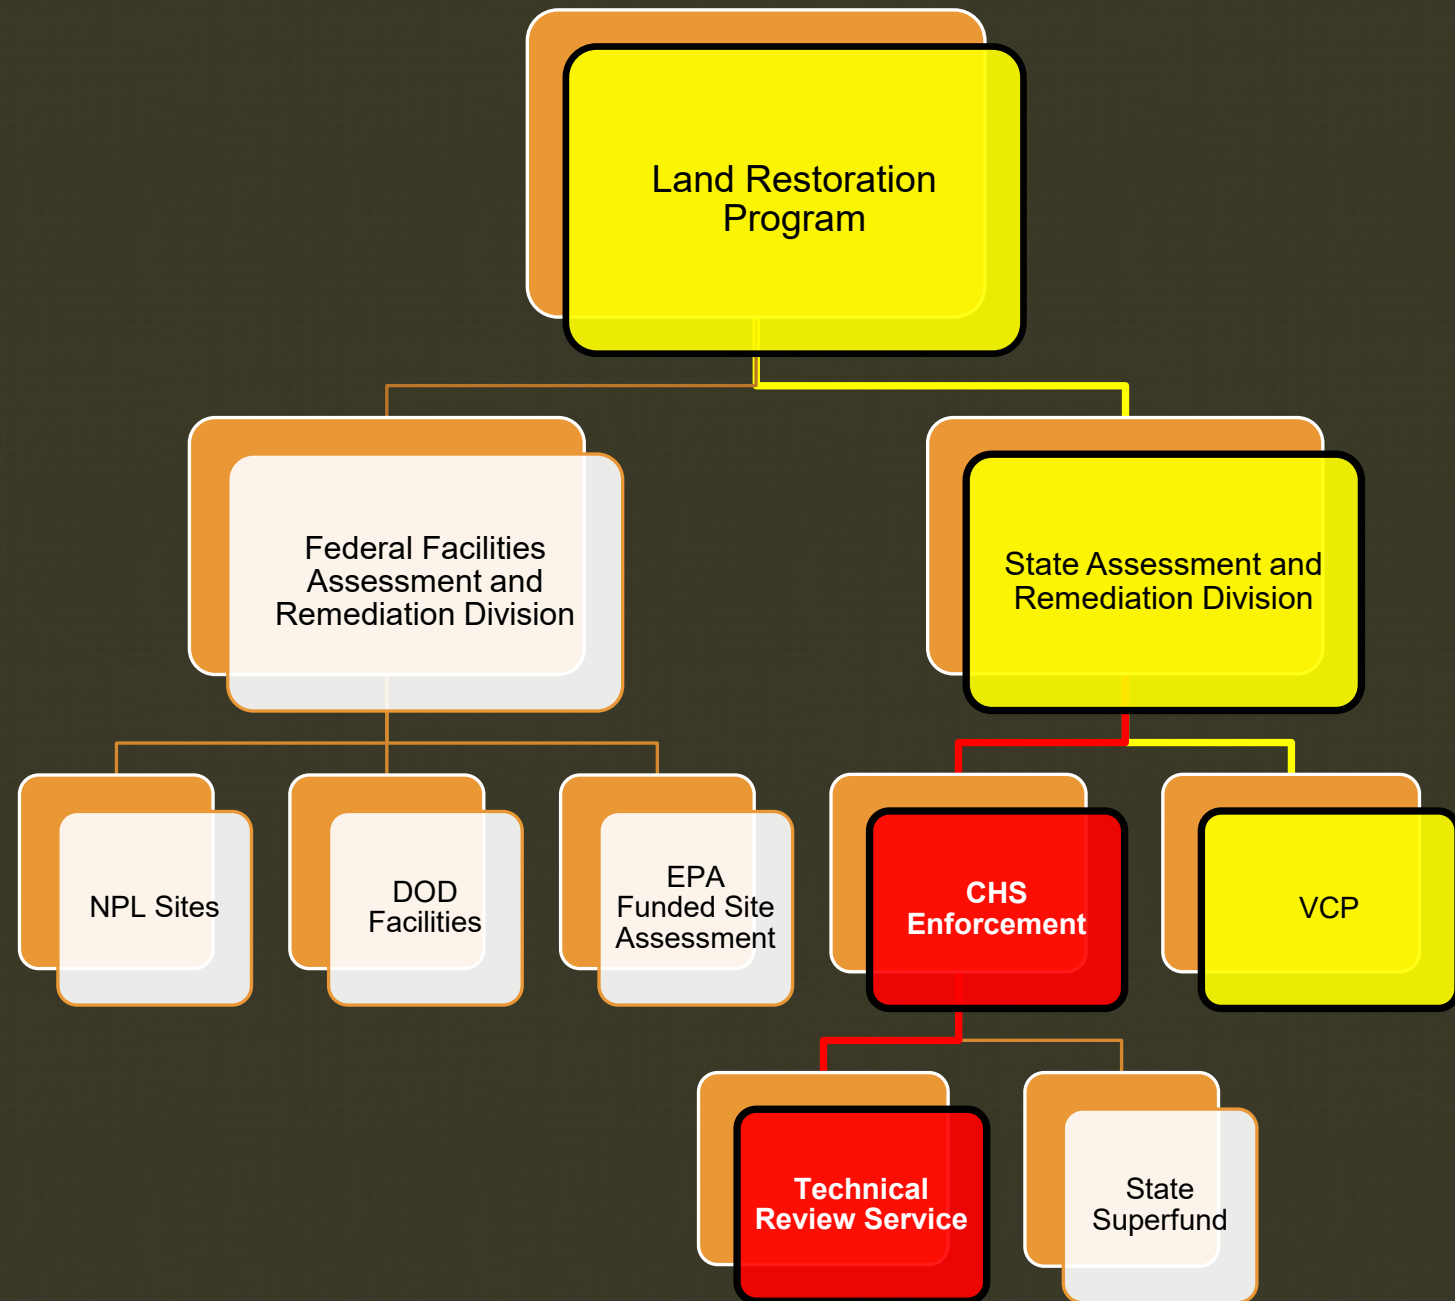 Land Restoration
Program
Federal Facilities
Assessment and
Remediation Division
State Assessment and
Remediation Division
NPL Sites
DOD
Facilities
EPA
Funded Site
Assessment
CHS
Enforcement
VCP
Technical
Review Service
State
Superfund